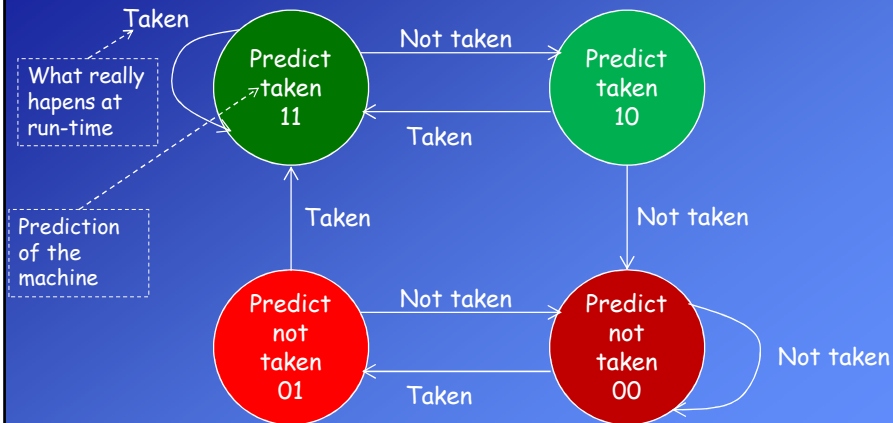 Taken
What really
hapens at
run-time
Prediction
of the
machine
Predict
taken
11
Not taken
Taken
Predict
taken
10
Taken
Not taken
Predict
not
taken
01
Not taken
Taken
Predict
not
taken
00
Not taken